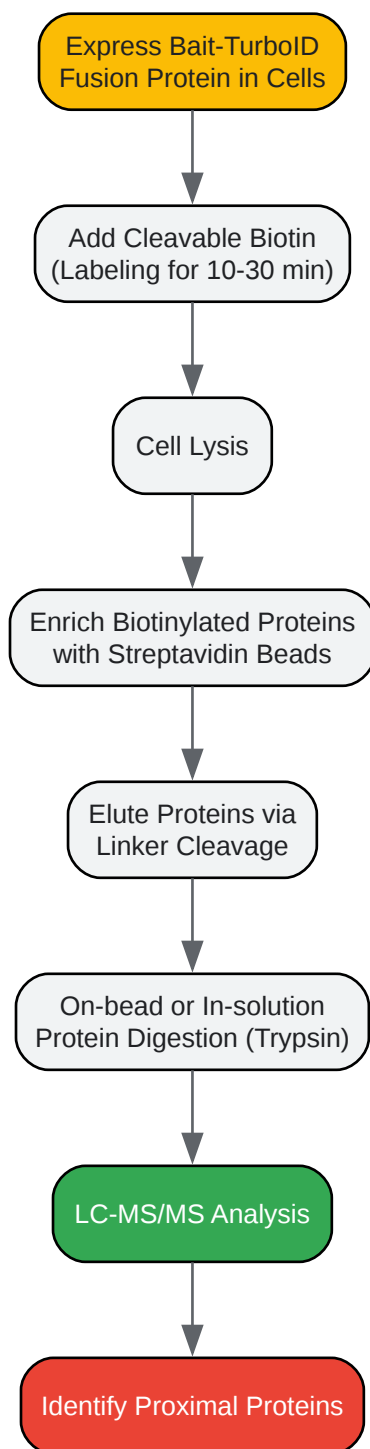 Express Bait-TurboID
Fusion Protein in Cells
Add Cleavable Biotin
(Labeling for 10-30 min)
Cell Lysis
Enrich Biotinylated Proteins
with Streptavidin Beads
Elute Proteins via
Linker Cleavage
On-bead or In-solution
Protein Digestion (Trypsin)
LC-MS/MS Analysis
Identify Proximal Proteins